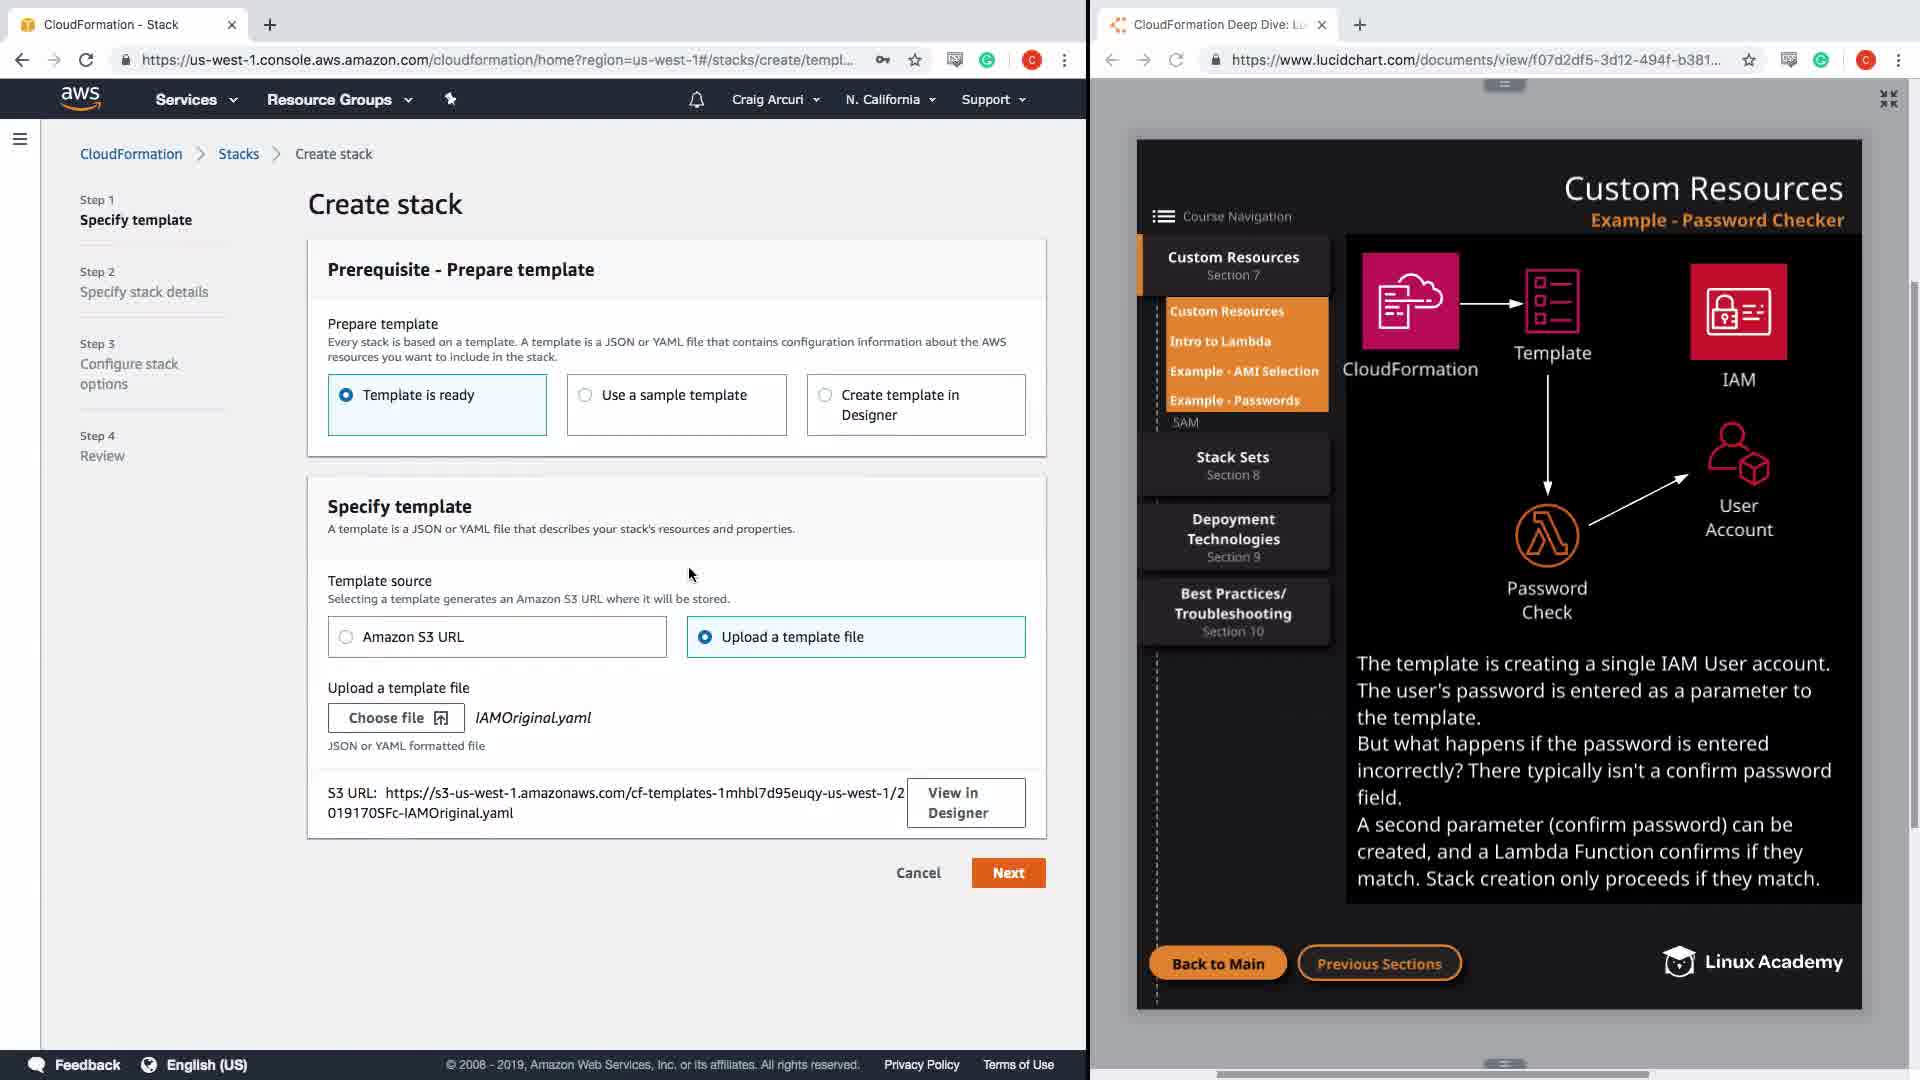 CloudFormation - Stack
https://us-west-1.console.aws.amazon.com/cloudformation/home?region=us-west-1#/stacks/create/templ...
C
aws
Services
Resource Groups
Craig Arcuri
N. California
Support
CloudFormation
Stacks
Create stack
Step 1
Specify template
Step 2
Specify stack details
Step 3
Configure stack
options
Step 4
Review
Create stack
Prerequisite - Prepare template
Prepare template
Every stack is based on a template. A template is a JSON or YAML file that contains configuration information about the AWS
resources you want to include in the stack.
Template is ready
Use a sample template
Create template in
Designer
Specify template
A template is a JSON or YAML file that describes your stack's resources and properties.
Template source
Selecting a template generates an Amazon S3 URL where it will be stored.
Amazon S3 URL
Upload a template file
Upload a template file
Choose file
IAMOriginal.yaml
JSON or YAML formatted file
S3 URL: https://s3-us-west-1.amazonaws.com/cf-templates-1mhbl7d95euqy-us-west-1/2
019170SFc-IAMOriginal.yaml
View in
Designer
Cancel
Next
Feedback
English (US)
© 2008 - 2019, Amazon Web Services, Inc. or its affiliates. All rights reserved.
Privacy Policy
Terms of Use
CloudFormation Deep Dive: Lu
https://www.lucidchart.com/documents/view/f07d2df5-3d12-494f-b381...
C
Custom Resources
Example - Password Checker
Course Navigation
Custom Resources
Section 7
Custom Resources
Intro to Lambda
Example - AMI Selection
Example - Passwords
SAM
Stack Sets
Section 8
Depoyment
Technologies
Section 9
Best Practices/
Troubleshooting
Section 10
CloudFormation
Template
IAM
User
Account
Password
Check
The template is creating a single IAM User account.
The user's password is entered as a parameter to
the template.
But what happens if the password is entered
incorrectly? There typically isn't a confirm password
field.
A second parameter (confirm password) can be
created, and a Lambda Function confirms if they
match. Stack creation only proceeds if they match.
Back to Main
Previous Sections
Linux Academy